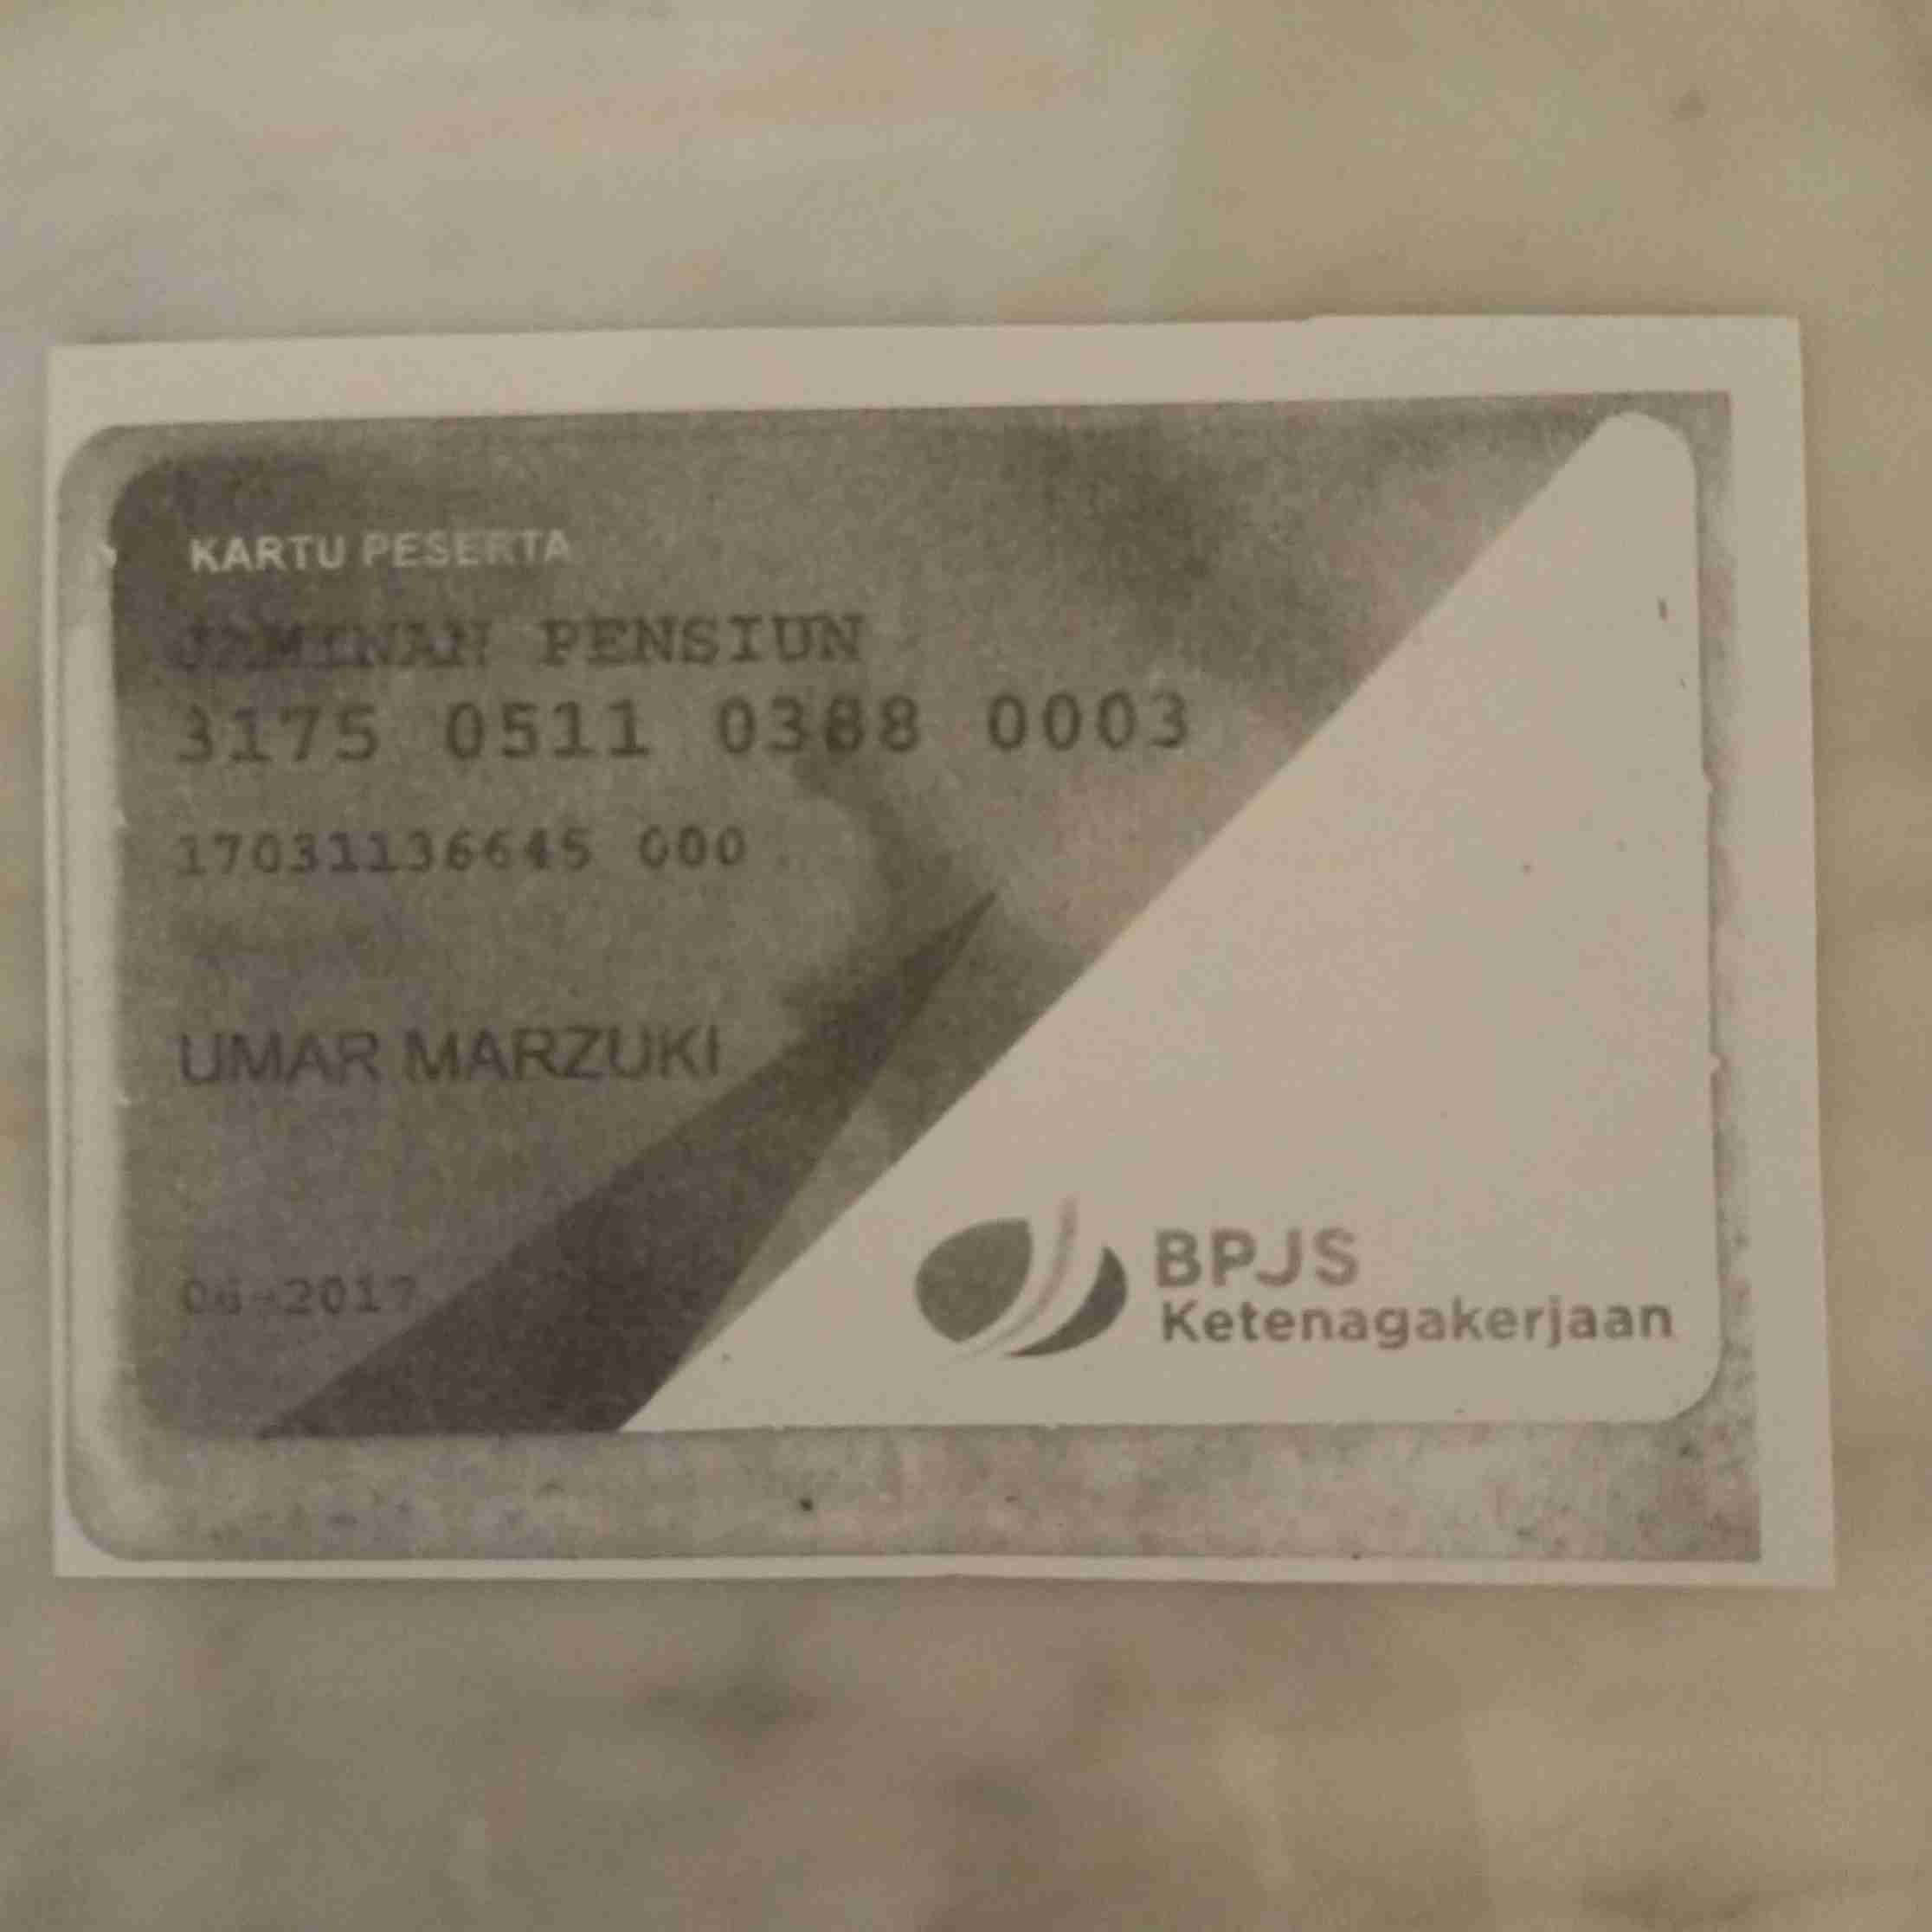 KARTU PESERTA
JAMINAN PENSIUN
3175 0511 0388 0003
17031136645 000
UMAR MARZUKI
06-2017
BPJS
Ketenagakerjaan